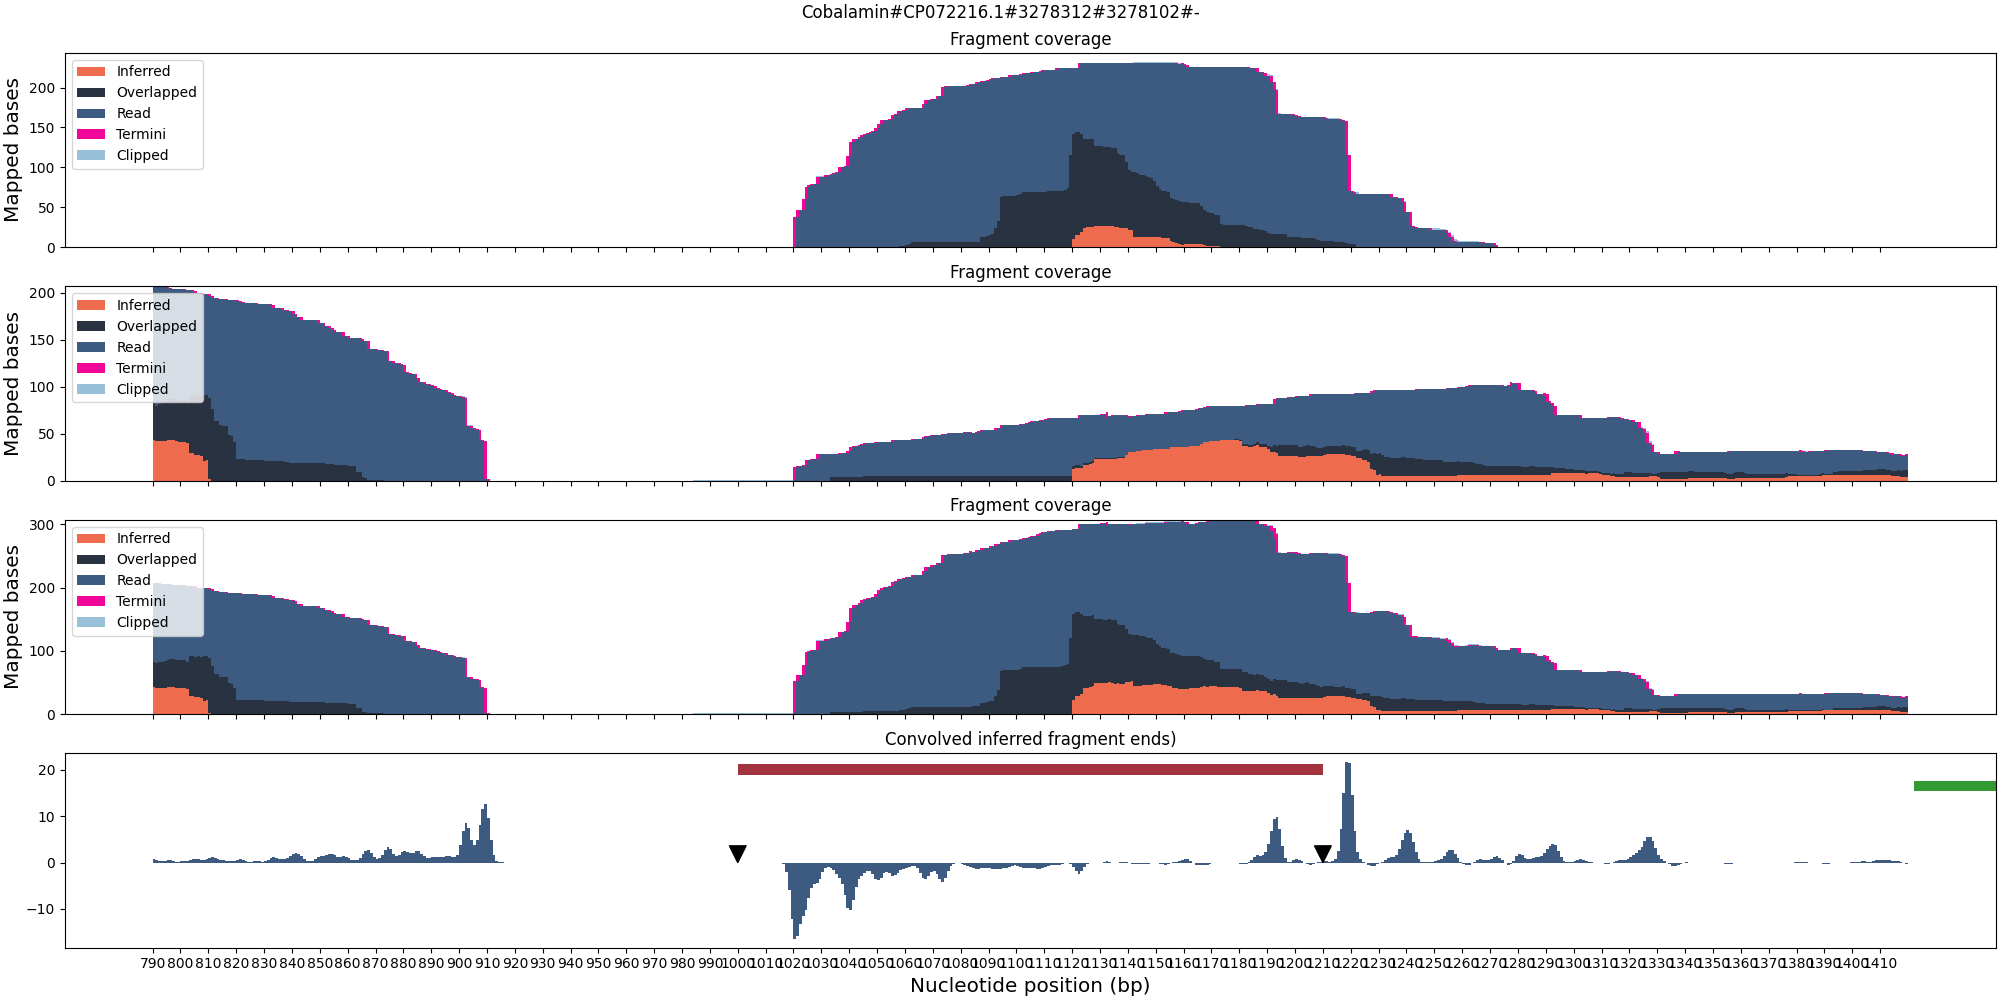 Cobalamin#CP072216.1#3278312#3278102#-
Fragment coverage
Mapped bases
200
150
100
50
0
Inferred
Overlapped
Read
Termini
Clipped
Fragment coverage
Mapped bases
200
150
100
50
0
Inferred
Overlapped
Read
Termini
Clipped
Fragment coverage
Mapped bases
300
200
100
0
Inferred
Overlapped
Read
Termini
Clipped
Convolved inferred fragment ends)
20
10
0
−10
790 800 810 820 830 840 850 860 870 880 890 900 910 920 930 940 950 960 970 980 990 1000 1010 1020 1030 1040 1050 1060 1070 1080 1090 1100 1110 1120 1130 1140 1150 1160 1170 1180 1190 1200 1210 1220 1230 1240 1250 1260 1270 1280 1290 1300 1310 1320 1330 1340 1350 1360 1370 1380 1390 1400 1410
Nucleotide position (bp)